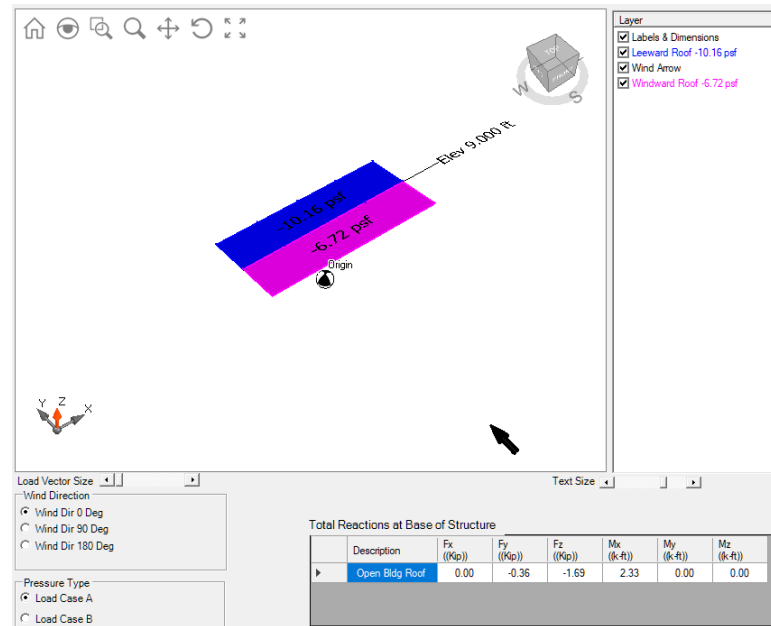 Layer
Labels & Dimensions
Leeward Roof -10.16 psf
Wind Arrow
Windward Roof -6.72 psf
TOP
FRONT
W
S
Elev 9.000 ft
-10.16 psf
-6.72 psf
Origin
Y Z X
Load Vector Size
Text Size
Wind Direction
Wind Dir 0 Deg
Wind Dir 90 Deg
Wind Dir 180 Deg
Pressure Type
Load Case A
Load Case B
Total Reactions at Base of Structure
Description Fx ((Kip)) Fy ((Kip)) Fz ((Kip)) Mx ((k-ft)) My ((k-ft)) Mz ((k-ft))
Open Bldg Roof 0.00 -0.36 -1.69 2.33 0.00 0.00